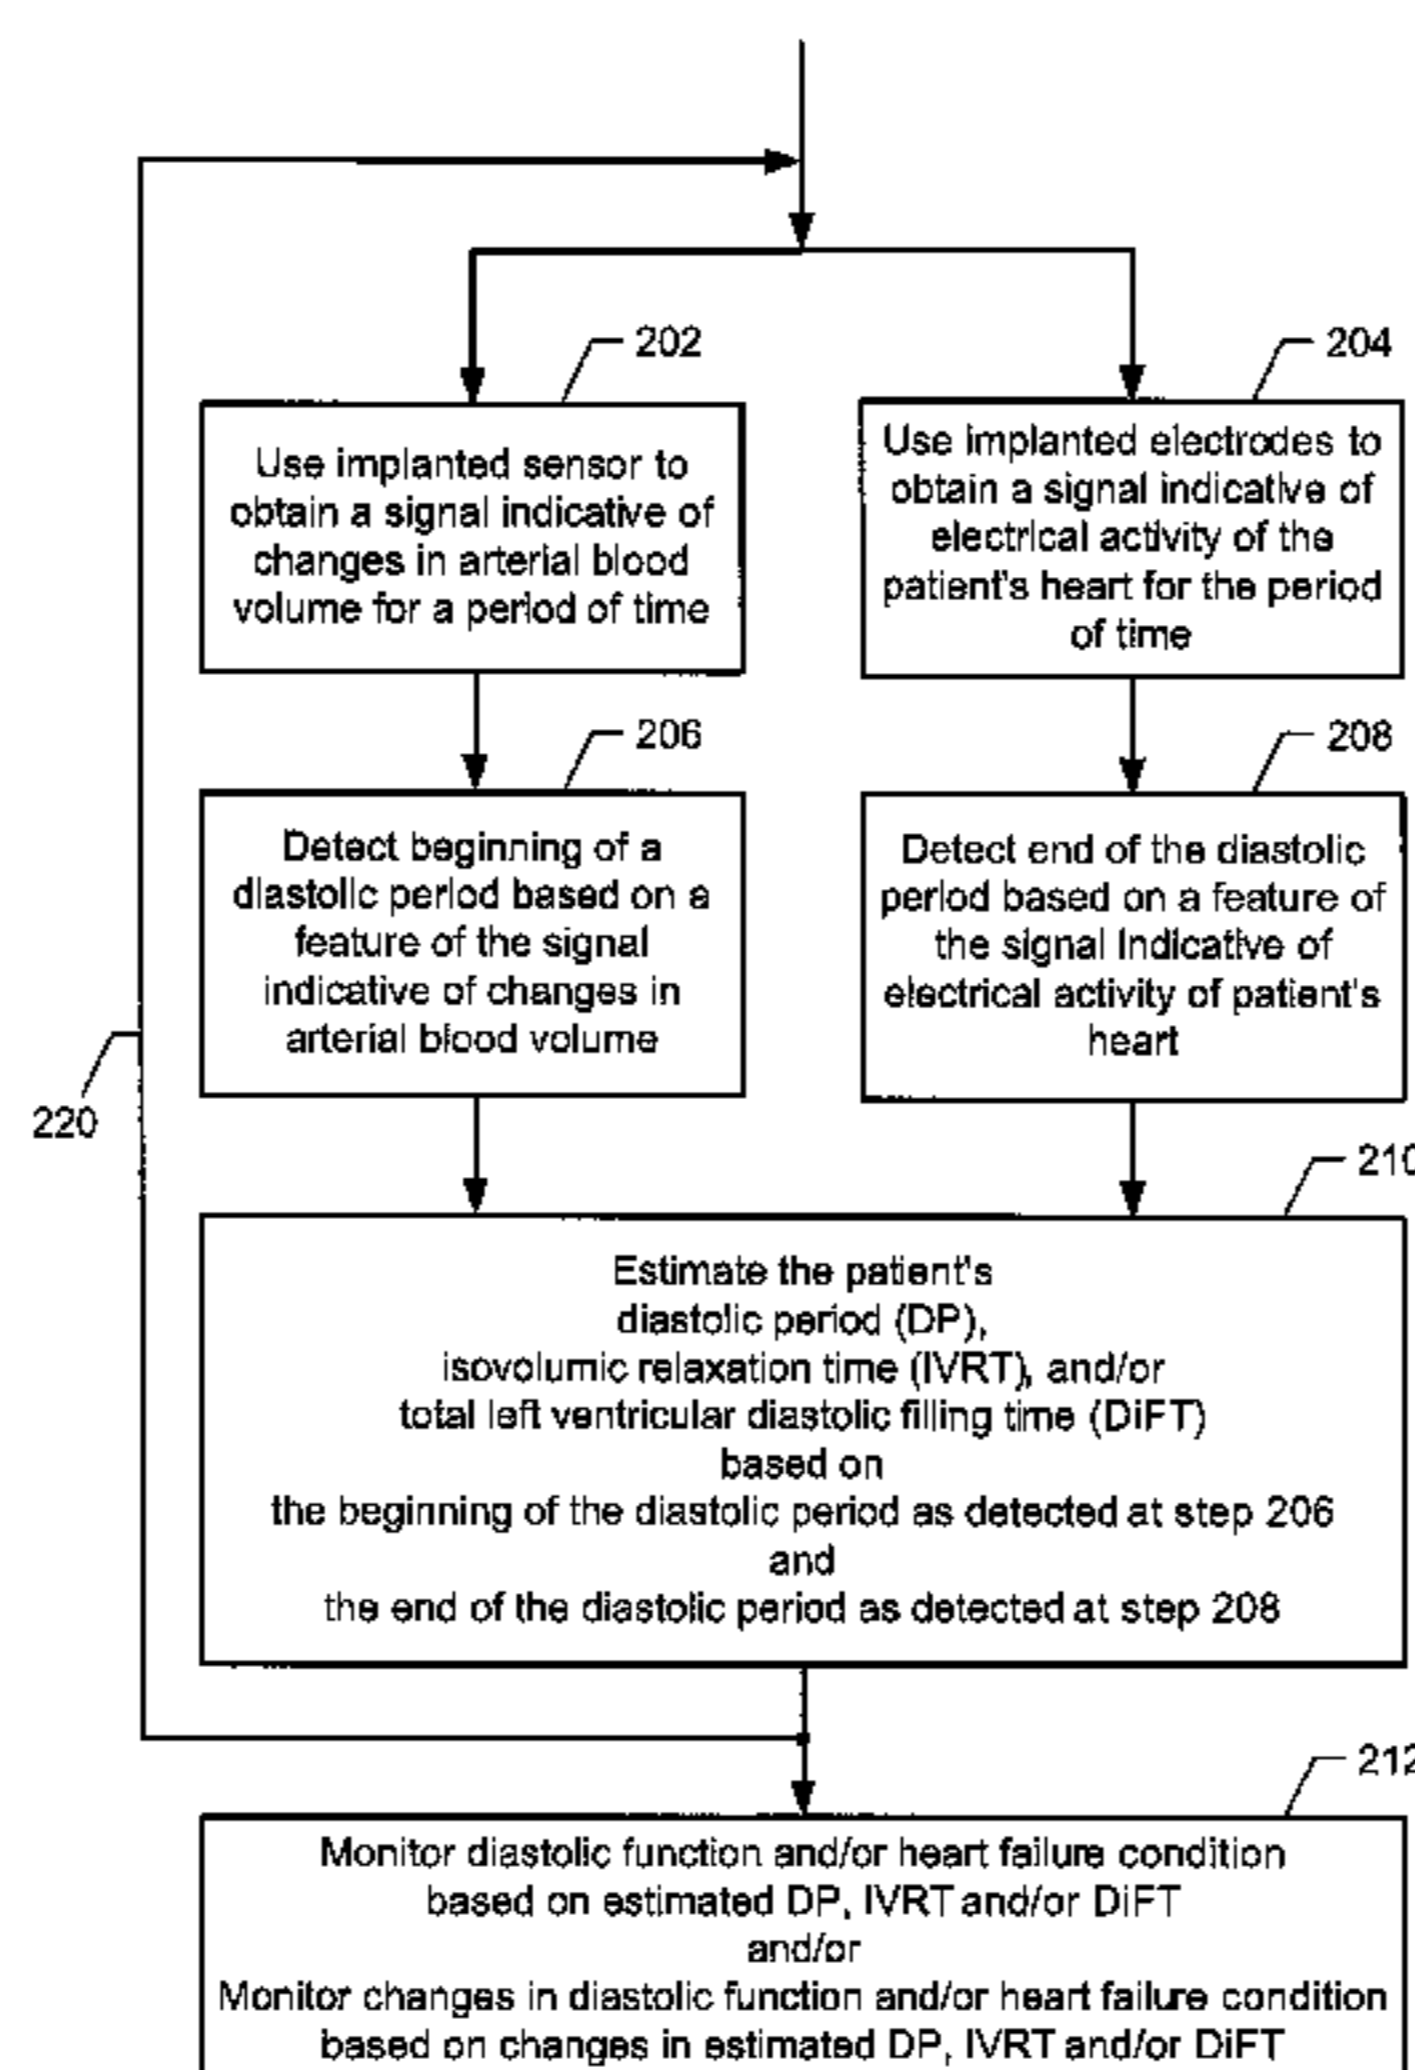 202
Use implanted sensor to
obtain a signal indicative of
changes in arterial blood
volume for a period of time
204
Use implanted electrodes to
obtain a signal indicative of
electrical activity of the
patient's heart for the period
of time
206
Detect beginning of a
diastolic period based on a
feature of the signal
indicative of changes in
arterial blood volume
208
Detect end of the diastolic
period based on a feature of
the signal indicative of
electrical activity of patient's
heart
220
210
Estimate the patient's
diastolic period (DP),
isovolumic relaxation time (IVRT), and/or
total left ventricular diastolic filling time (DiFT)
based on
the beginning of the diastolic period as detected at step 206
and
the end of the diastolic period as detected at step 208
212
Monitor diastolic function and/or heart failure condition
based on estimated DP, IVRT and/or DiFT
and/or
Monitor changes in diastolic function and/or heart failure condition
based on changes in estimated DP, IVRT and/or DiFT